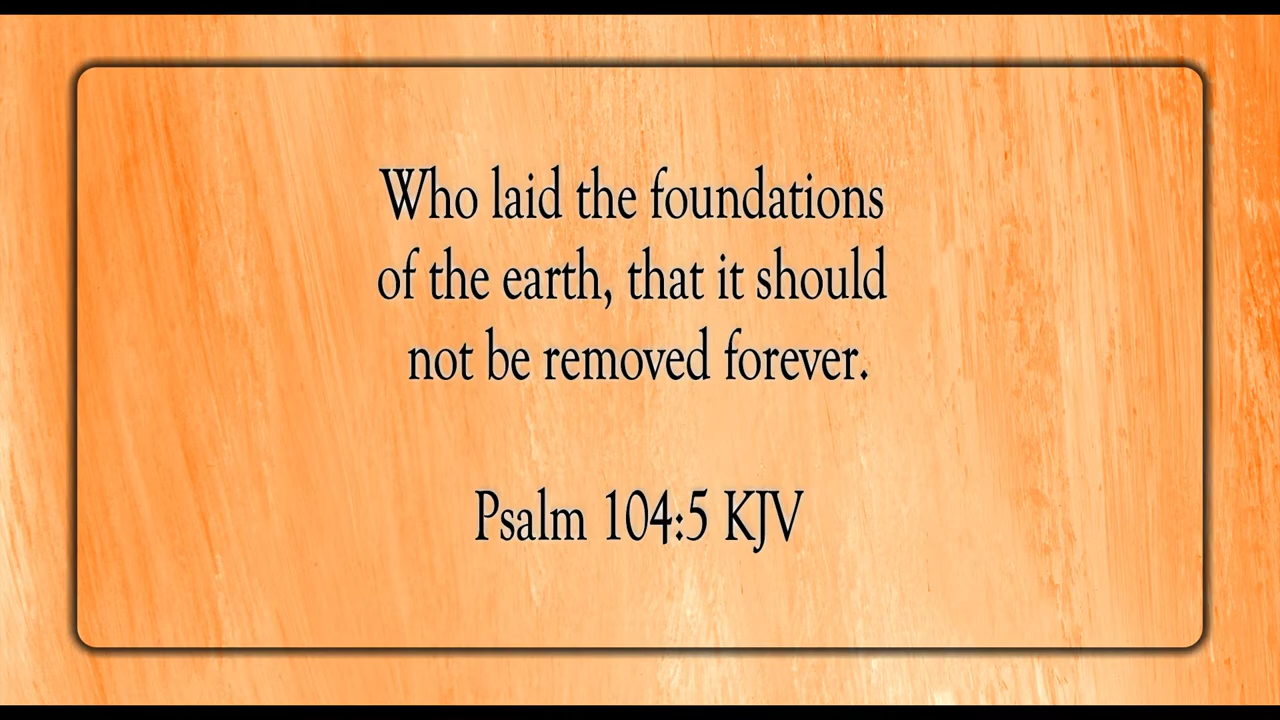 Who laid the foundations
of the earth, that it should
not be removed forever.
Psalm 104:5 KJV